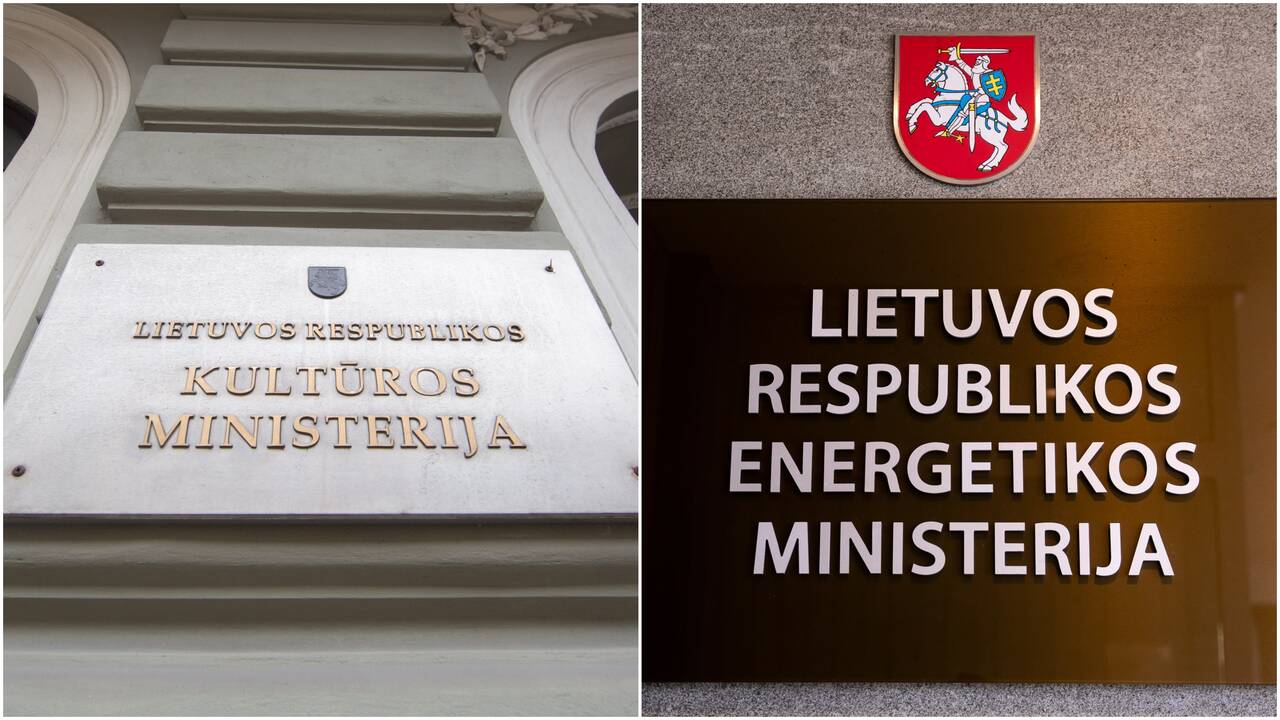 LIETUVOS RESPUBLIKOS
KULTŪROS
MINISTERIJA
LIETUVOS
RESPUBLIKOS
ENERGETIKOS
MINISTERIJA